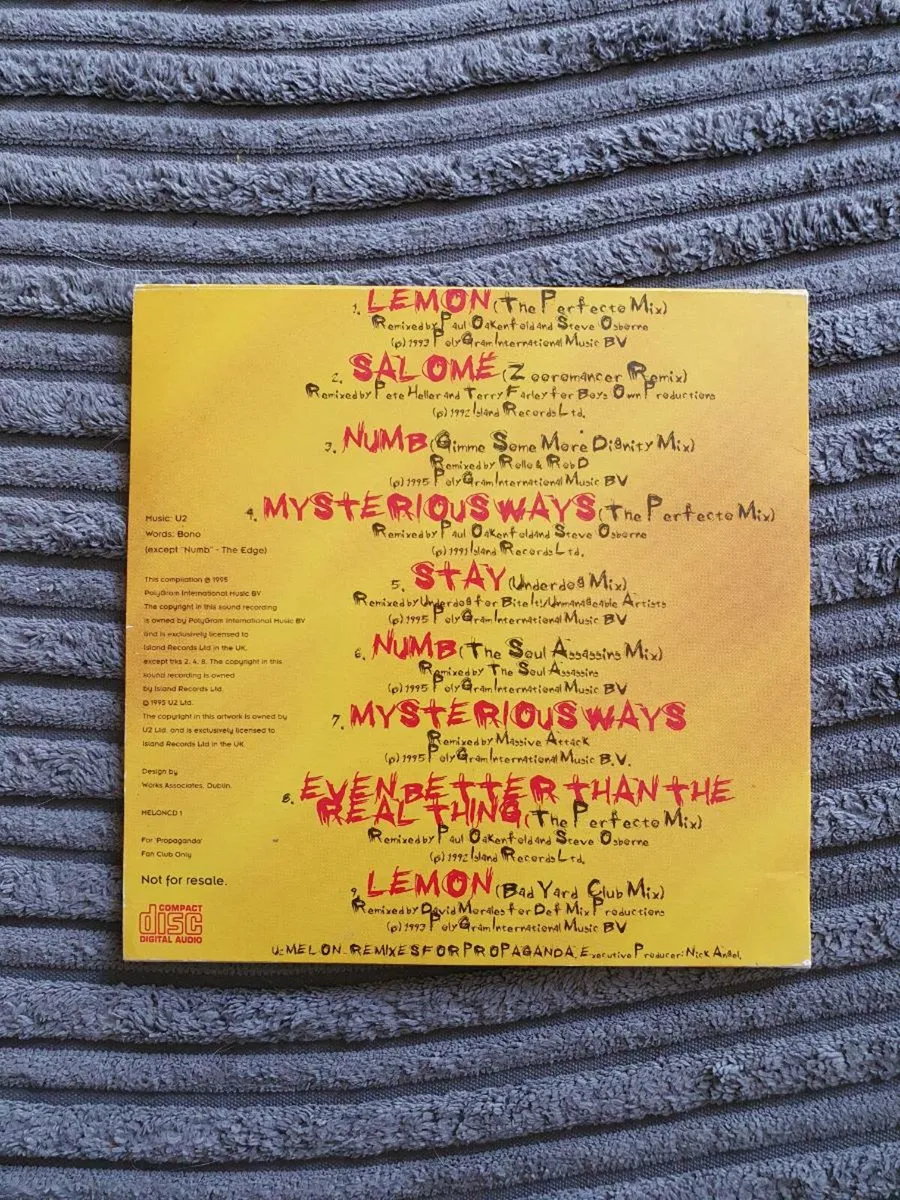 1. LEMON (The Perfecto Mix)
Remixed by Paul Oakenfold and Steve Osborne
(p) 1993 PolyGram International Music BV
2. SALOMÉ (Zooromancer Remix)
Remixed by Pete Heller and Terry Farley for Boys Own Productions
(p) 1992 Island Records Ltd.
3. NUMB (Gimme Some More Dignity Mix)
Remixed by Rollo & Rob D
(p) 1995 PolyGram International Music BV
4. MYSTERIOUS WAYS (The Perfecto Mix)
Remixed by Paul Oakenfold and Steve Osborne
(p) 1991 Island Records Ltd.
5. STAY (Underdog Mix)
Remixed by Underdog for Bite It!/Unmanageable Artists
(p) 1995 PolyGram International Music BV
6. NUMB (The Soul Assassins Mix)
Remixed by The Soul Assassins
(p) 1995 PolyGram International Music BV
7. MYSTERIOUS WAYS
Remixed by Massive Attack
(p) 1995 PolyGram International Music B.V.
8. EVEN BETTER THAN THE
REAL THING (The Perfecto Mix)
Remixed by Paul Oakenfold and Steve Osborne
(p) 1992 Island Records Ltd.
9. LEMON (Bad Yard Club Mix)
Remixed by David Morales for Def Mix Productions
(p) 1993 PolyGram International Music BV
U2 MELON_REMIXES FOR PROPAGANDA. Executive Producer: Nick Angel.
Music: U2
Words: Bono
(except "Numb" - The Edge)
This compilation ℗ 1995
PolyGram International Music BV
The copyright in this sound recording
is owned by PolyGram International Music BV
and is exclusively licensed to
Island Records Ltd in the UK,
except trks 2, 4, 8. The copyright in this
sound recording is owned
by Island Records Ltd.
© 1995 U2 Ltd.
The copyright in this artwork is owned by
U2 Ltd. and is exclusively licensed to
Island Records Ltd in the UK
Design by
Works Associates, Dublin.
MELONCD 1
For 'Propaganda'
Fan Club Only
Not for resale.
COMPACT
disc
DIGITAL AUDIO